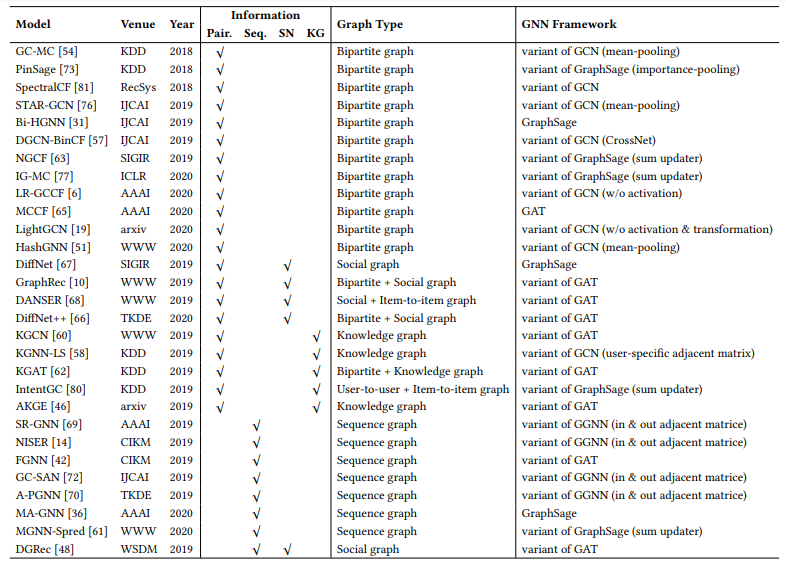 Model Venue Year Information Graph Type GNN Framework
Pair. Seq. SN KG
GC-MC [54] KDD 2018 √ Bipartite graph variant of GCN (mean-pooling)
PinSage [73] KDD 2018 √ Bipartite graph variant of GraphSage (importance-pooling)
SpectralCF [81] RecSys 2018 √ Bipartite graph variant of GCN
STAR-GCN [76] IJCAI 2019 √ Bipartite graph variant of GCN (mean-pooling)
Bi-HGNN [31] IJCAI 2019 √ Bipartite graph GraphSage
DGCN-BinCF [57] IJCAI 2019 √ Bipartite graph variant of GCN (CrossNet)
NGCF [63] SIGIR 2019 √ Bipartite graph variant of GraphSage (sum updater)
IG-MC [77] ICLR 2020 √ Bipartite graph variant of GraphSage (sum updater)
LR-GCCF [6] AAAI 2020 √ Bipartite graph variant of GCN (w/o activation)
MCCF [65] AAAI 2020 √ Bipartite graph GAT
LightGCN [19] arxiv 2020 √ Bipartite graph variant of GCN (w/o activation & transformation)
HashGNN [51] WWW 2020 √ Bipartite graph variant of GCN (mean-pooling)
DiffNet [67] SIGIR 2019 √ √ Social graph GraphSage
GraphRec [10] WWW 2019 √ √ Bipartite + Social graph variant of GAT
DANSER [68] WWW 2019 √ √ Social + Item-to-item graph variant of GAT
DiffNet++ [66] TKDE 2020 √ √ Bipartite + Social graph variant of GAT
KGCN [60] WWW 2019 √ √ Knowledge graph variant of GAT
KGNN-LS [58] KDD 2019 √ √ Knowledge graph variant of GCN (user-specific adjacent matrix)
KGAT [62] KDD 2019 √ √ Bipartite + Knowledge graph variant of GAT
IntentGC [80] KDD 2019 √ √ User-to-user + Item-to-item graph variant of GraphSage (sum updater)
AKGE [46] arxiv 2019 √ √ Knowledge graph variant of GAT
SR-GNN [69] AAAI 2019 √ Sequence graph variant of GGNN (in & out adjacent matrice)
NISER [14] CIKM 2019 √ Sequence graph variant of GGNN (in & out adjacent matrice)
FGNN [42] CIKM 2019 √ Sequence graph variant of GAT
GC-SAN [72] IJCAI 2019 √ Sequence graph variant of GGNN (in & out adjacent matrice)
A-PGNN [70] TKDE 2019 √ Sequence graph variant of GGNN (in & out adjacent matrice)
MA-GNN [36] AAAI 2020 √ Sequence graph GraphSage
MGNN-Spred [61] WWW 2020 √ Sequence graph variant of GraphSage (sum updater)
DGRec [48] WSDM 2019 √ √ Social graph variant of GAT